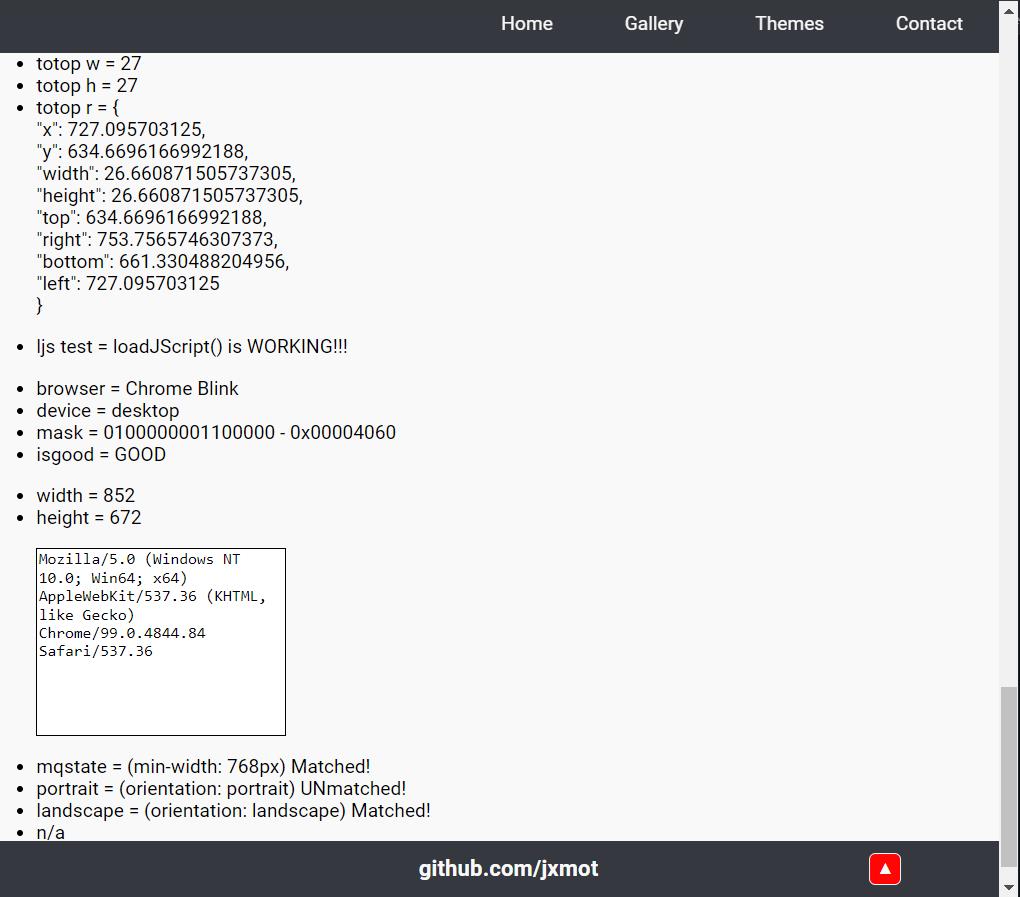 Home Gallery Themes Contact
totop w = 27
totop h = 27
totop r = {
"x": 727.095703125,
"y": 634.6696166992188,
"width": 26.660871505737305,
"height": 26.660871505737305,
"top": 634.6696166992188,
"right": 753.7565746307373,
"bottom": 661.330488204956,
"left": 727.095703125
}
ljs test = loadJScript() is WORKING!!!
browser = Chrome Blink
device = desktop
mask = 0100000001100000 - 0x00004060
isgood = GOOD
width = 852
height = 672
Mozilla/5.0 (Windows NT
10.0; Win64; x64)
AppleWebKit/537.36 (KHTML,
like Gecko)
Chrome/99.0.4844.84
Safari/537.36
mqstate = (min-width: 768px) Matched!
portrait = (orientation: portrait) UNmatched!
landscape = (orientation: landscape) Matched!
n/a
github.com/jxmot